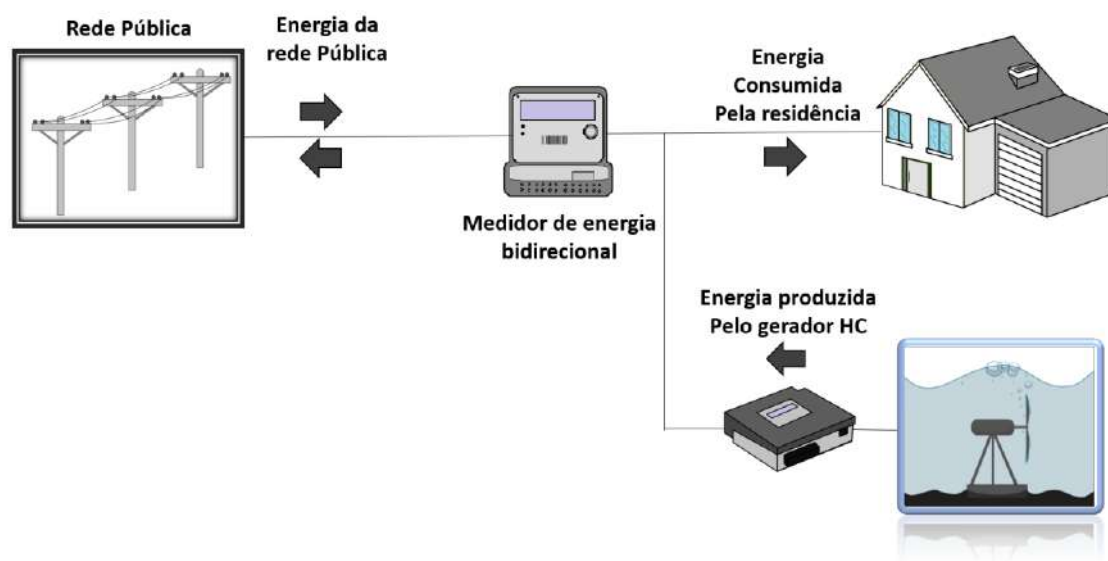 Rede Pública
Energia da
rede Pública
Energia
Consumida
Pela residência
Medidor de energia
bidirecional
Energia produzida
Pelo gerador HC